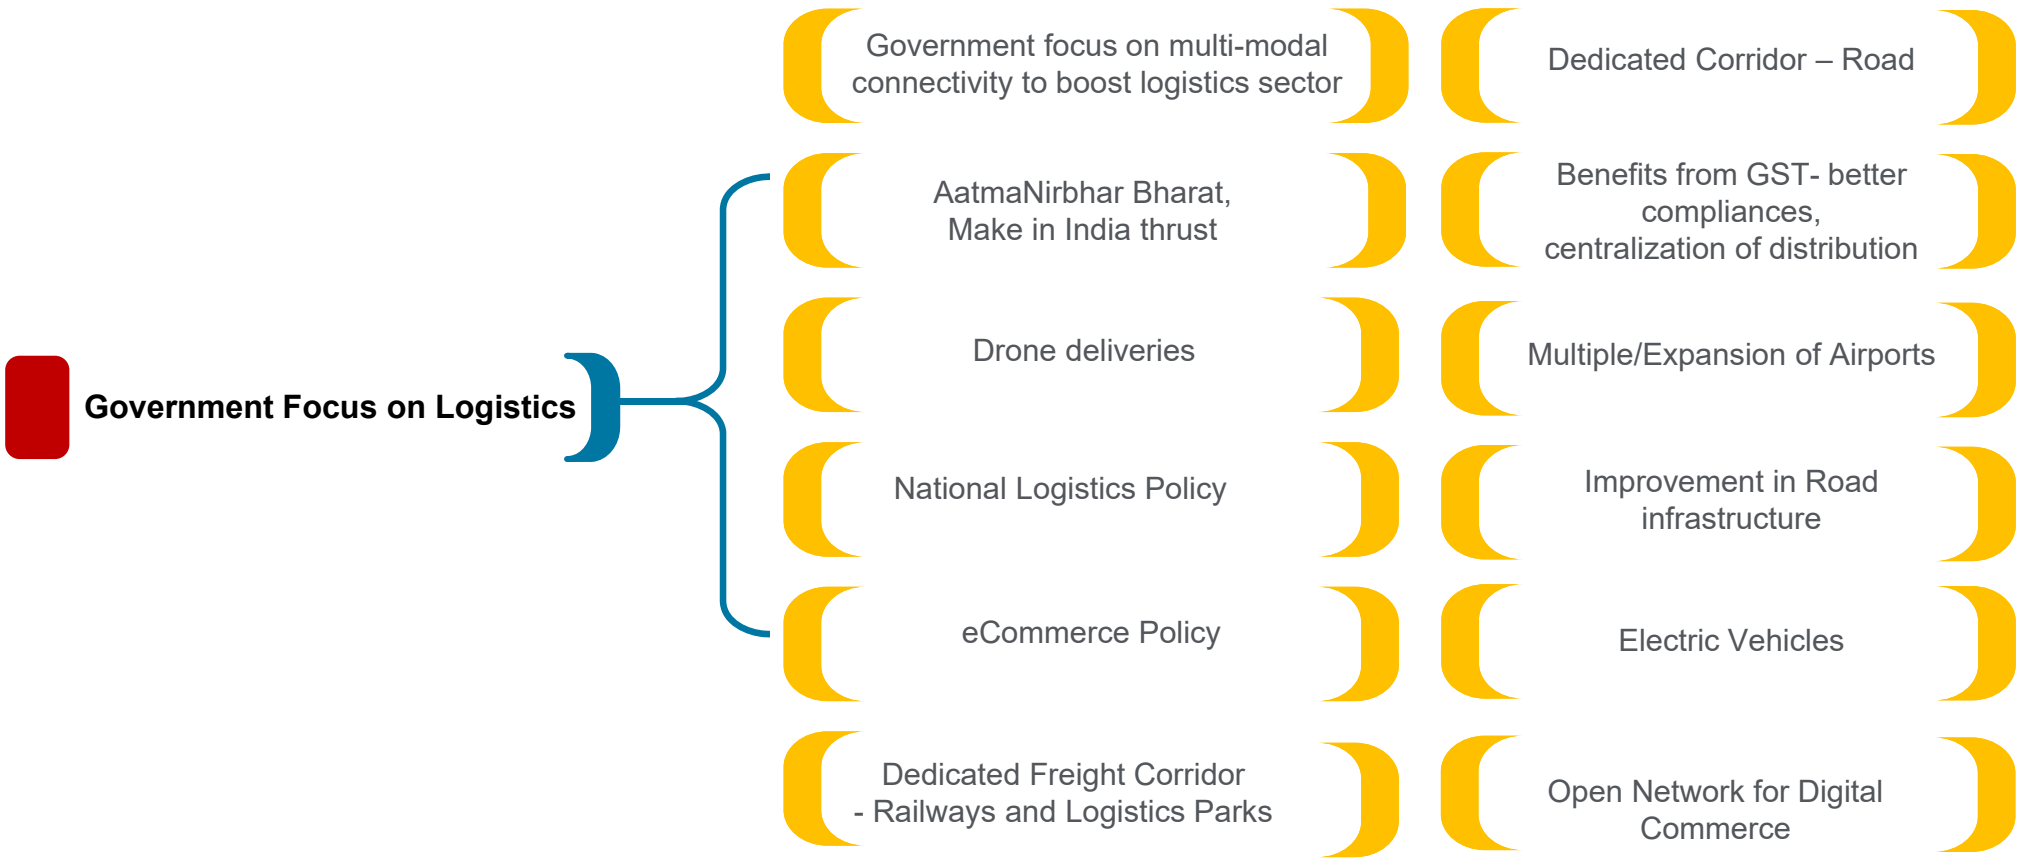 Government Focus on Logistics
Government focus on multi-modal
connectivity to boost logistics sector
AatmaNirbhar Bharat,
Make in India thrust
Drone deliveries
National Logistics Policy
eCommerce Policy
Dedicated Freight Corridor
- Railways and Logistics Parks
Dedicated Corridor – Road
Benefits from GST- better
compliances,
centralization of distribution
Multiple/Expansion of Airports
Improvement in Road
infrastructure
Electric Vehicles
Open Network for Digital
Commerce